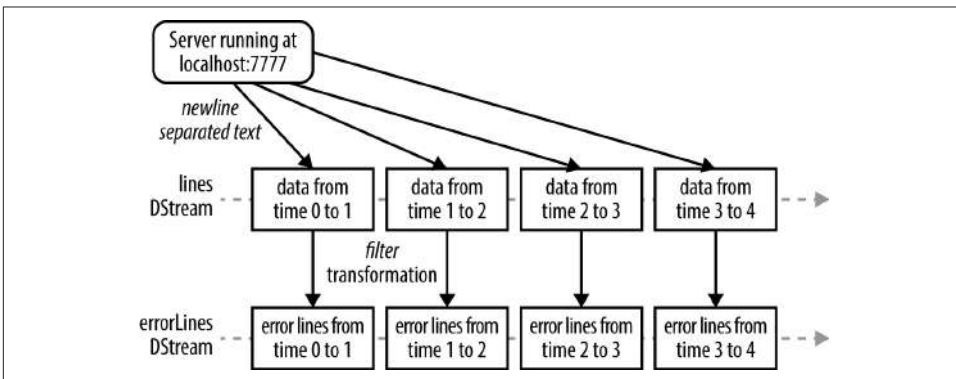 Server running at
localhost:7777
newline
separated text
lines
DStream
data from
time 0 to 1
data from
time 1 to 2
data from
time 2 to 3
data from
time 3 to 4
filter
transformation
errorLines
DStream
error lines from
time 0 to 1
error lines from
time 1 to 2
error lines from
time 2 to 3
error lines from
time 3 to 4